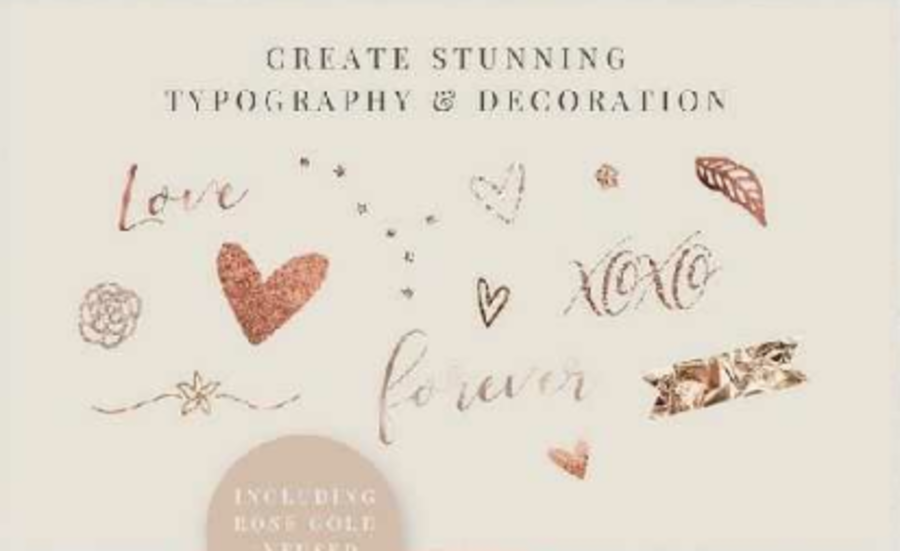 CREATE STUNNING
TYPOGRAPHY & DECORATION
Love
XOXO
forever
INCLUDING
ROSE GOLD